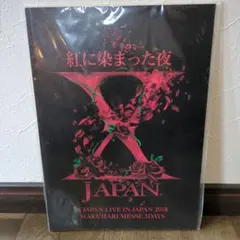 紅に染まった夜
X
JAPAN
X JAPAN LIVE IN JAPAN 2018
MAKUHARI MESSE 3DAYS